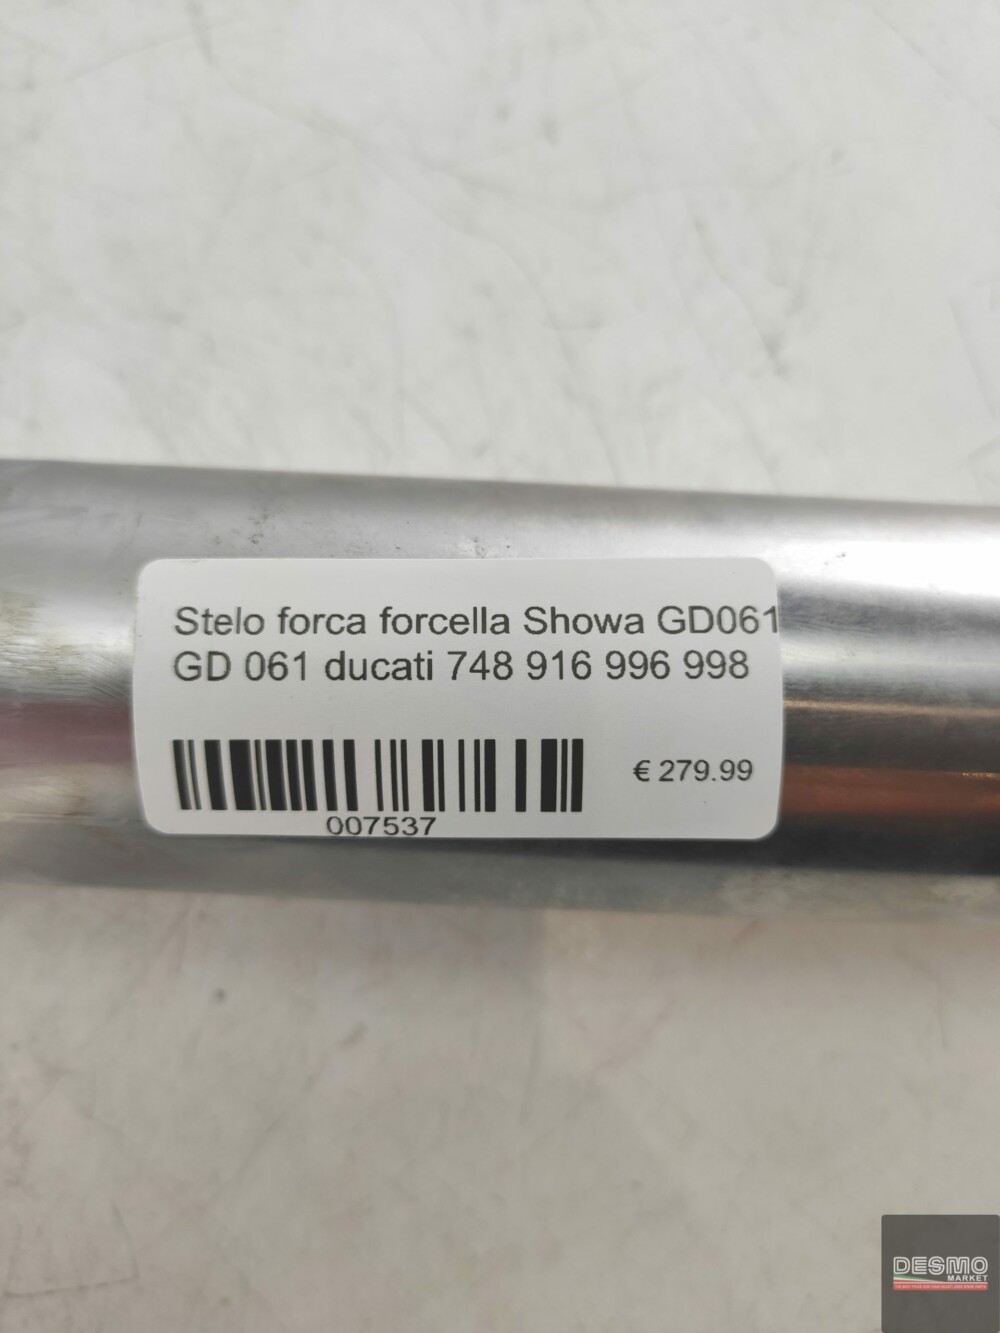 Stelo forca forcella Showa GD061
GD 061 ducati 748 916 996 998
€ 279.99
007537
DESMO
MARKET